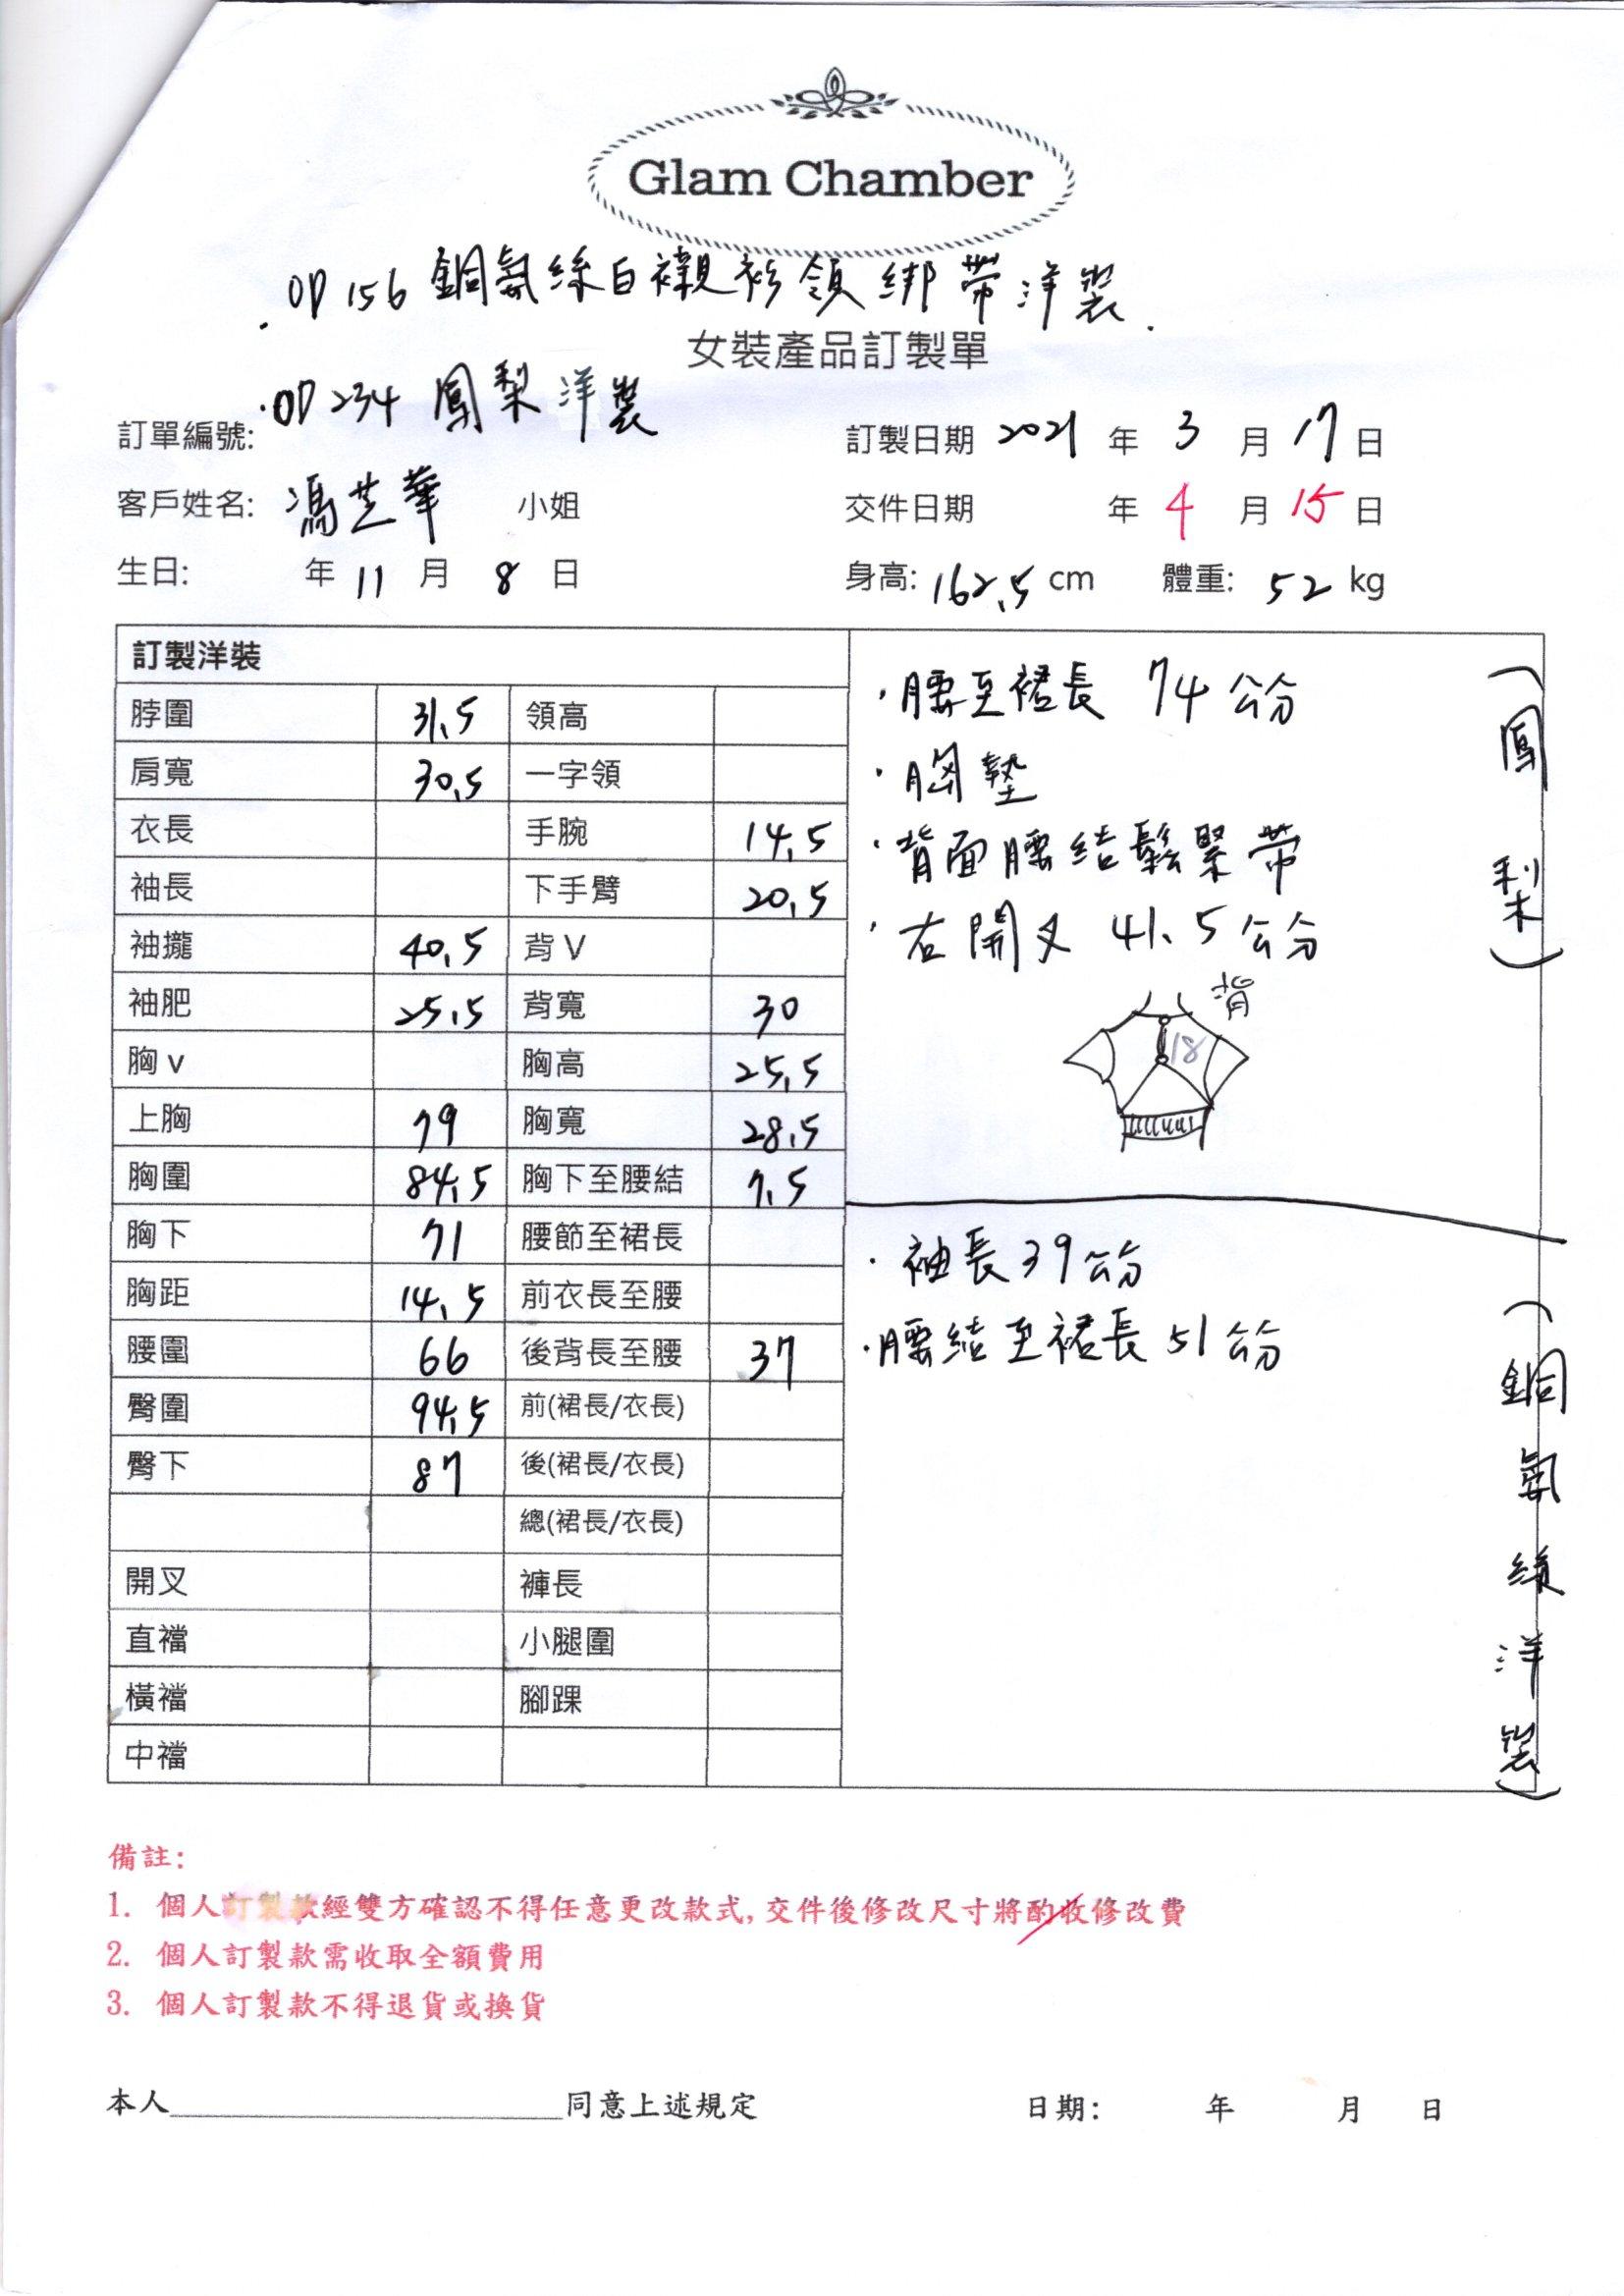 Glam Chamber
. OP 156 銅氨絲白襯衫領綁帶洋裝.
女裝產品訂製單
· OP 234 鳳梨洋裝
訂單編號:
訂製日期 2021 年 3 月 17 日
客戶姓名: 馮芝華 小姐
交件日期 年 4 月 15 日
生日: 年 11 月 8 日
身高: 162.5 cm 體重: 52 kg
訂製洋裝
脖圍 31.5 領高
肩寬 30.5 一字領
衣長 手腕 14.5
袖長 下手臂 20.5
袖攏 40.5 背 V
袖肥 25.5 背寬 30
胸 v 胸高 25.5
上胸 79 胸寬 28.5
胸圍 84.5 胸下至腰結 7.5
胸下 71 腰節至裙長
胸距 14.5 前衣長至腰
腰圍 66 後背長至腰 37
臀圍 94.5 前(裙長/衣長)
臀下 87 後(裙長/衣長)
總(裙長/衣長)
開叉 褲長
直襠 小腿圍
橫襠 腳踝
中襠
· 腰至裙長 74 公分
· 胸墊
· 背面腰結鬆緊帶
· 右開叉 41.5 公分
背
18
(鳳梨)
· 袖長 39 公分
· 腰結至裙長 51 公分
(銅氨絲洋裝)
備註:
1. 個人訂製款經雙方確認不得任意更改款式, 交件後修改尺寸將酌收修改費
2. 個人訂製款需收取全額費用
3. 個人訂製款不得退貨或換貨
本人________________同意上述規定
日期: 年 月 日